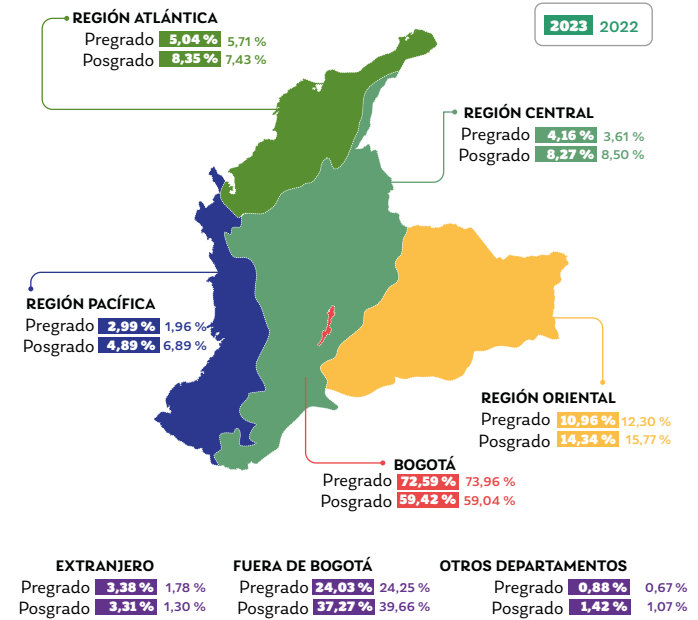 REGIÓN ATLÁNTICA
Pregrado 5,04 % 5,71 %
Posgrado 8,35 % 7,43 %
2023 2022
REGIÓN CENTRAL
Pregrado 4,16 % 3,61 %
Posgrado 8,27 % 8,50 %
REGIÓN PACÍFICA
Pregrado 2,99 % 1,96 %
Posgrado 4,89 % 6,89 %
REGIÓN ORIENTAL
Pregrado 10,96 % 12,30 %
Posgrado 14,34 % 15,77 %
BOGOTÁ
Pregrado 72,59 % 73,96 %
Posgrado 59,42 % 59,04 %
EXTRANJERO
Pregrado 3,38 % 1,78 %
Posgrado 3,31 % 1,30 %
FUERA DE BOGOTÁ
Pregrado 24,03 % 24,25 %
Posgrado 37,27 % 39,66 %
OTROS DEPARTAMENTOS
Pregrado 0,88 % 0,67 %
Posgrado 1,42 % 1,07 %